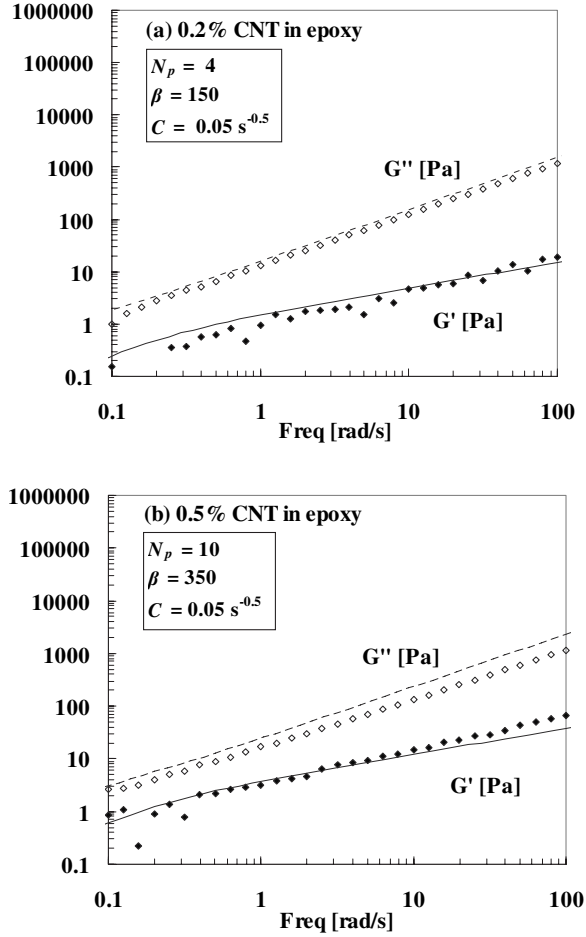 (a) 0.2% CNT in epoxy
N_p = 4
β = 150
C = 0.05 s^-0.5
1000000
100000
10000
1000
100
10
1
0.1
G'' [Pa]
G' [Pa]
0.1 1 10 100
Freq [rad/s]
(b) 0.5% CNT in epoxy
N_p = 10
β = 350
C = 0.05 s^-0.5
1000000
100000
10000
1000
100
10
1
0.1
G'' [Pa]
G' [Pa]
0.1 1 10 100
Freq [rad/s]